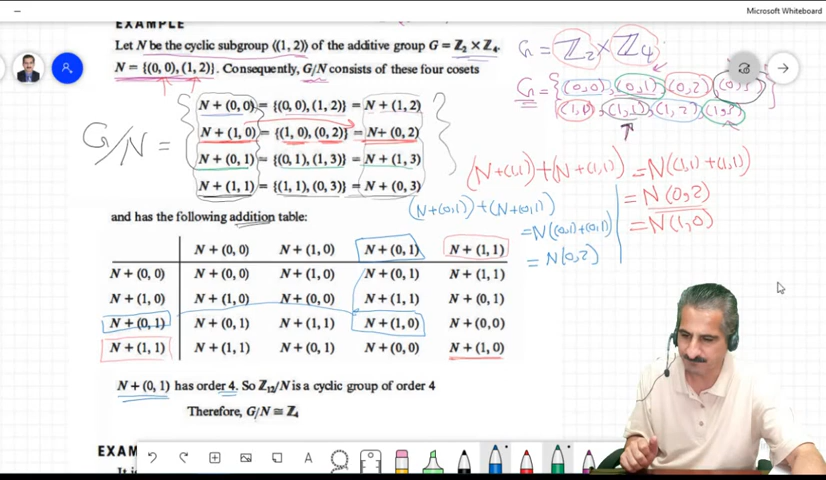 Microsoft Whiteboard
EXAMPLE
Let N be the cyclic subgroup ⟨(1, 2)⟩ of the additive group G = ℤ₂ × ℤ₄.
N = {(0, 0), (1, 2)}. Consequently, G/N consists of these four cosets
G/N =
N + (0, 0) = {(0, 0), (1, 2)} = N + (1, 2)
N + (1, 0) = {(1, 0), (0, 2)} = N + (0, 2)
N + (0, 1) = {(0, 1), (1, 3)} = N + (1, 3)
N + (1, 1) = {(1, 1), (0, 3)} = N + (0, 3)
G = ℤ₂ × ℤ₄
G = {(0,0), (0,1), (0,2),
(1,0), (1,1), (1,2), (1,3)}
(N+(1,1)) + (N+(1,1)) = N(1,1)+(1,1)
= N(0,2)
= N(1,0)
(N+(0,1)) + (N+(0,1))
= N((0,1)+(0,1)
= N(0,2)
and has the following addition table:
N + (0, 0) N + (1, 0) N + (0, 1) N + (1, 1)
N + (0, 0) N + (0, 0) N + (1, 0) N + (0, 1) N + (1, 1)
N + (1, 0) N + (1, 0) N + (0, 0) N + (1, 1) N + (0, 1)
N + (0, 1) N + (0, 1) N + (1, 1) N + (1, 0) N + (0, 0)
N + (1, 1) N + (1, 1) N + (0, 1) N + (0, 0) N + (1, 0)
N + (0, 1) has order 4. So ℤ₁₂/N is a cyclic group of order 4
Therefore, G/N ≅ ℤ₄
EXAM